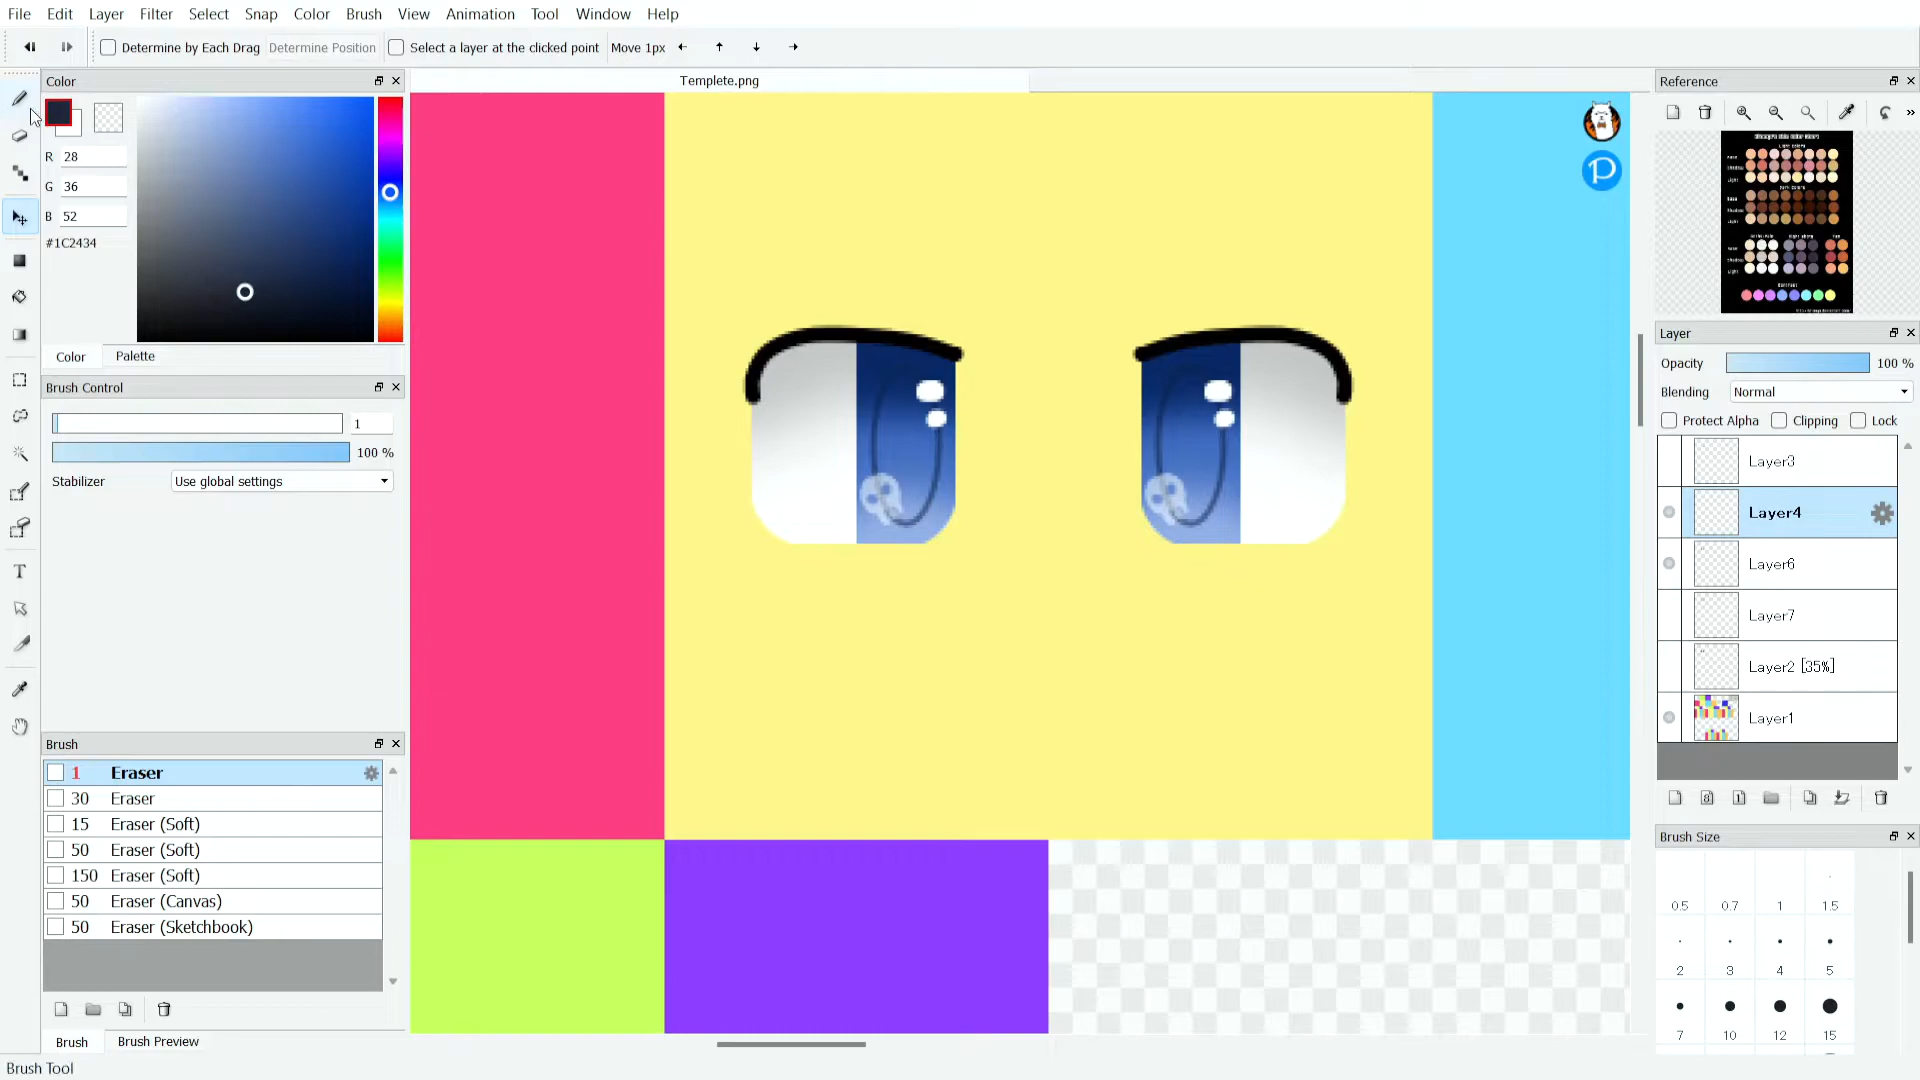 File Edit Layer Filter Select Snap Color Brush View Animation Tool Window Help
Determine by Each Drag Determine Position Select a layer at the clicked point Move 1px
Color
Templete.png
Reference
R 28
G 36
B 52
#1C2434
Color Palette
Brush Control
1
100 %
Stabilizer Use global settings
Brush
1 Eraser
30 Eraser
15 Eraser (Soft)
50 Eraser (Soft)
150 Eraser (Soft)
50 Eraser (Canvas)
50 Eraser (Sketchbook)
Brush Brush Preview
Brush Tool
Layer
Opacity 100 %
Blending Normal
Protect Alpha Clipping Lock
Layer3
Layer4
Layer6
Layer7
Layer2 [35%]
Layer1
Brush Size
0.5 0.7 1 1.5
2 3 4 5
7 10 12 15